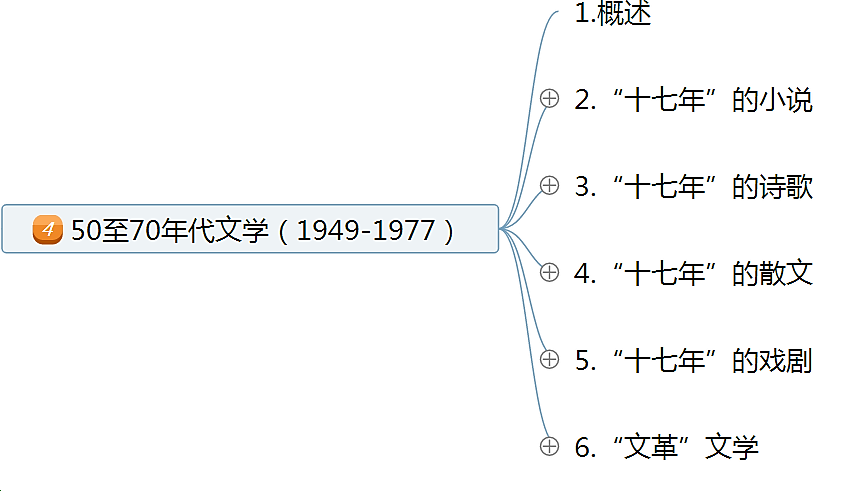 1.概述
2.“十七年”的小说
3.“十七年”的诗歌
4 50至70年代文学（1949-1977）
4.“十七年”的散文
5.“十七年”的戏剧
6.“文革”文学